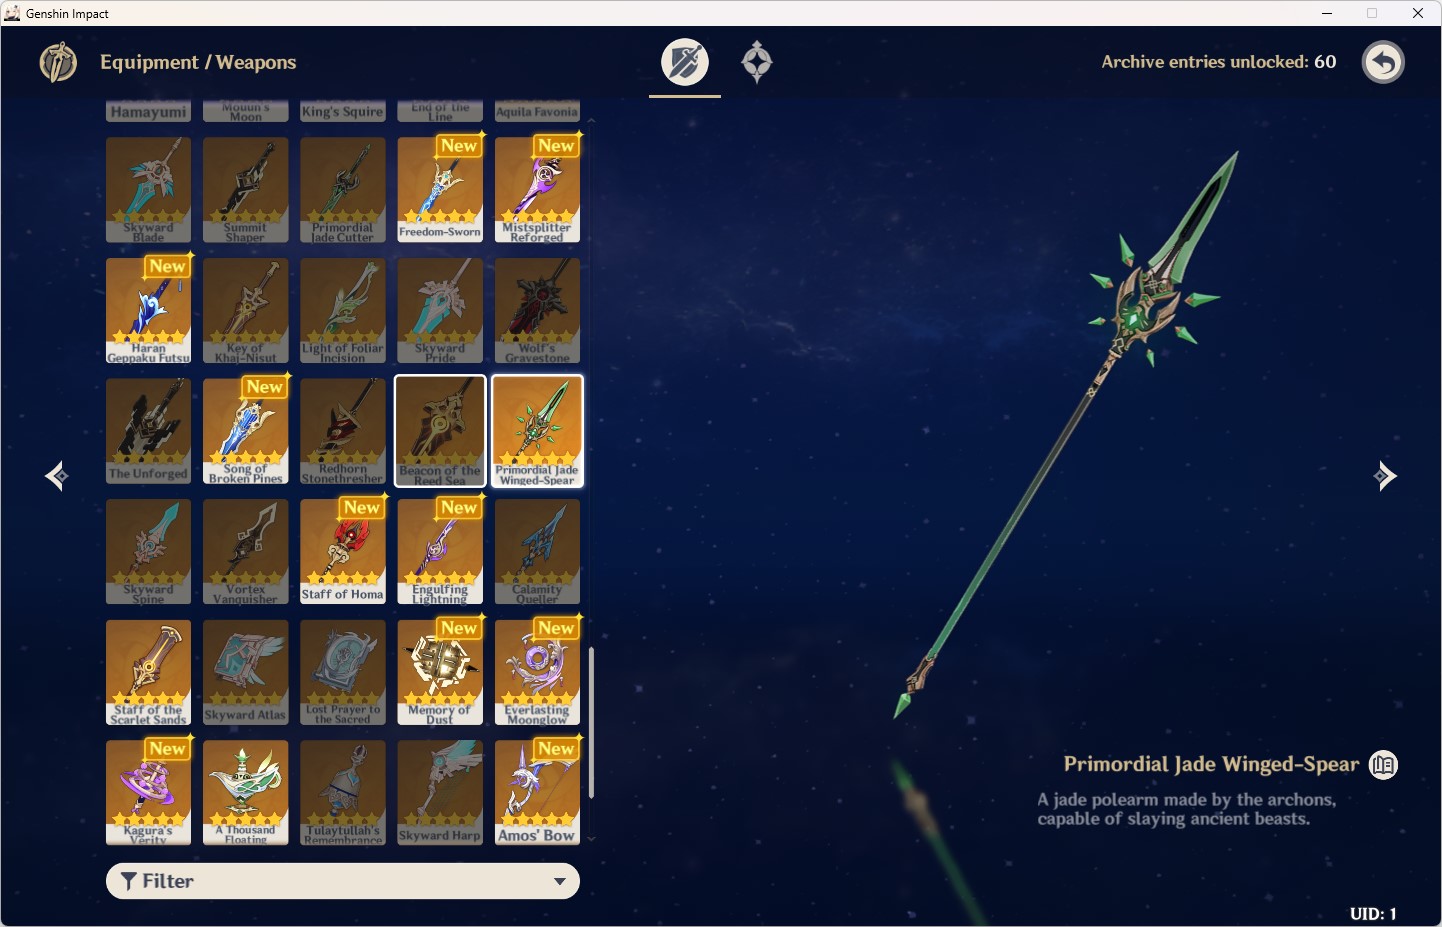 Genshin Impact
Equipment / Weapons
Archive entries unlocked: 60
Hamayumi
Mouun's
Moon
King's Squire
End of the
Line
Aquila Favonia
Skyward
Blade
Summit
Shaper
Primordial
Jade Cutter
New
Freedom-Sworn
New
Mistsplitter
Reforged
New
Haran
Geppaku Futsu
Key of
Khaj-Nisut
Light of Foliar
Incision
Skyward
Pride
Wolf's
Gravestone
The Unforged
New
Song of
Broken Pines
Redhorn
Stonethresher
Beacon of the
Reed Sea
Primordial Jade
Winged-Spear
Skyward
Spine
Vortex
Vanquisher
New
Staff of Homa
New
Engulfing
Lightning
Calamity
Queller
Staff of the
Scarlet Sands
Skyward Atlas
Lost Prayer to
the Sacred
New
Memory of
Dust
New
Everlasting
Moonglow
New
Kagura's
Verity
A Thousand
Floating
Tulaytullah's
Remembrance
Skyward Harp
New
Amos' Bow
Filter
Primordial Jade Winged-Spear
A jade polearm made by the archons,
capable of slaying ancient beasts.
UID: 1